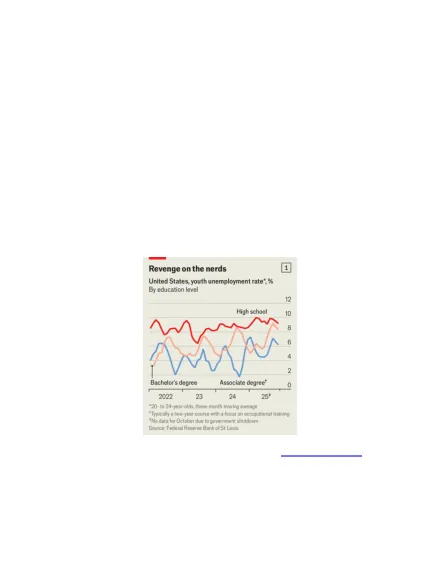 Revenge on the nerds
1
United States, youth unemployment rate*, %
By education level
12
High school
10
8
6
4
2
Bachelor's degree
Associate degree†
0
2022 23 24 25‡
*20- to 24-year-olds, three-month moving average
†Typically a two-year course with a focus on occupational training
‡No data for October due to government shutdown
Source: Federal Reserve Bank of St Louis